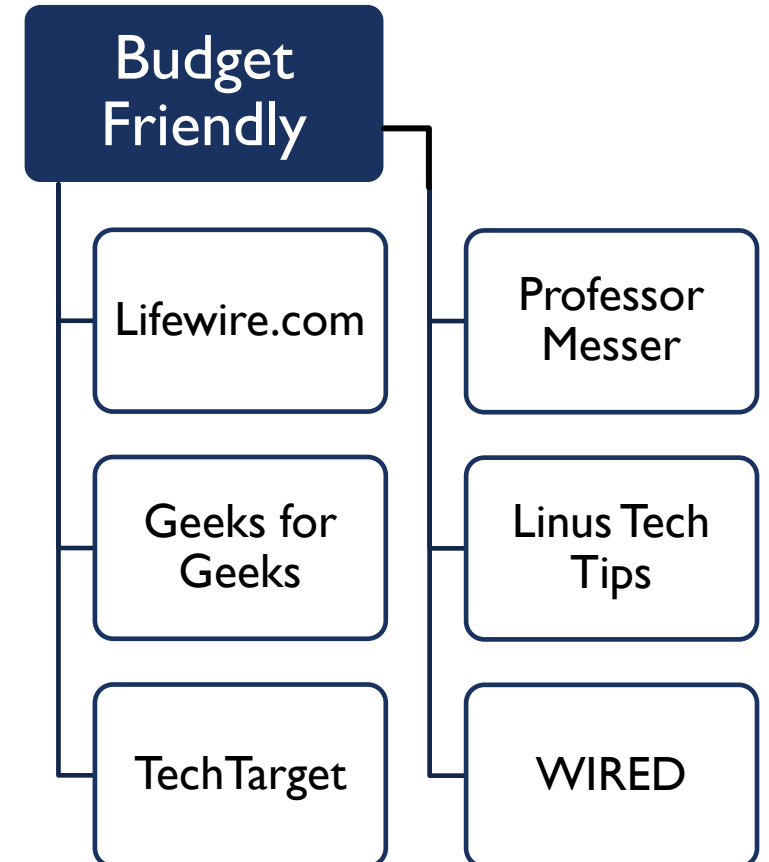 Budget
Friendly
Lifewire.com
Professor
Messer
Geeks for
Geeks
Linus Tech
Tips
TechTarget
WIRED